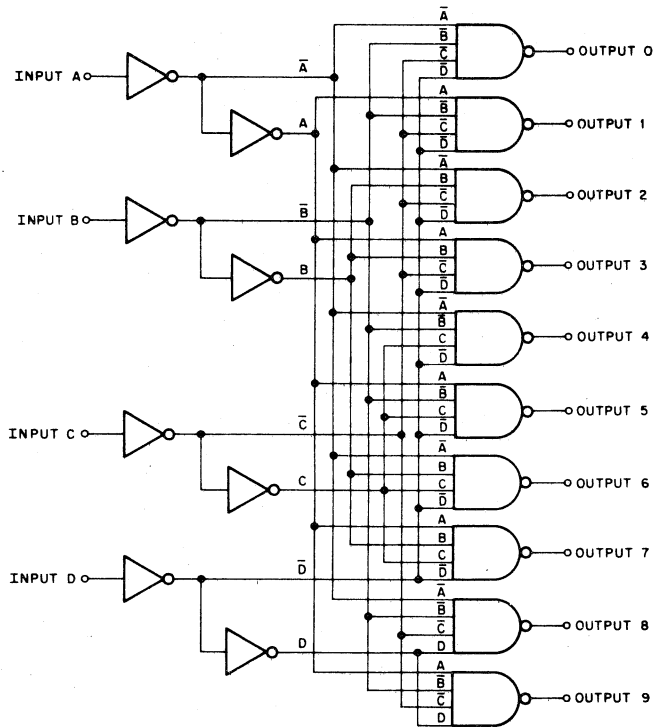 INPUT A
INPUT B
INPUT C
INPUT D
A̅
A
B̅
B
C̅
C
D̅
D
A̅
B̅
C̅
D̅
OUTPUT 0
A
B̅
C̅
D̅
OUTPUT 1
A̅
B
C̅
D̅
OUTPUT 2
A
B
C̅
D̅
OUTPUT 3
A̅
B̅
C
D̅
OUTPUT 4
A
B̅
C
D̅
OUTPUT 5
A̅
B
C
D̅
OUTPUT 6
A
B
C
D̅
OUTPUT 7
A̅
B̅
C̅
D
OUTPUT 8
A
B̅
C̅
D
OUTPUT 9